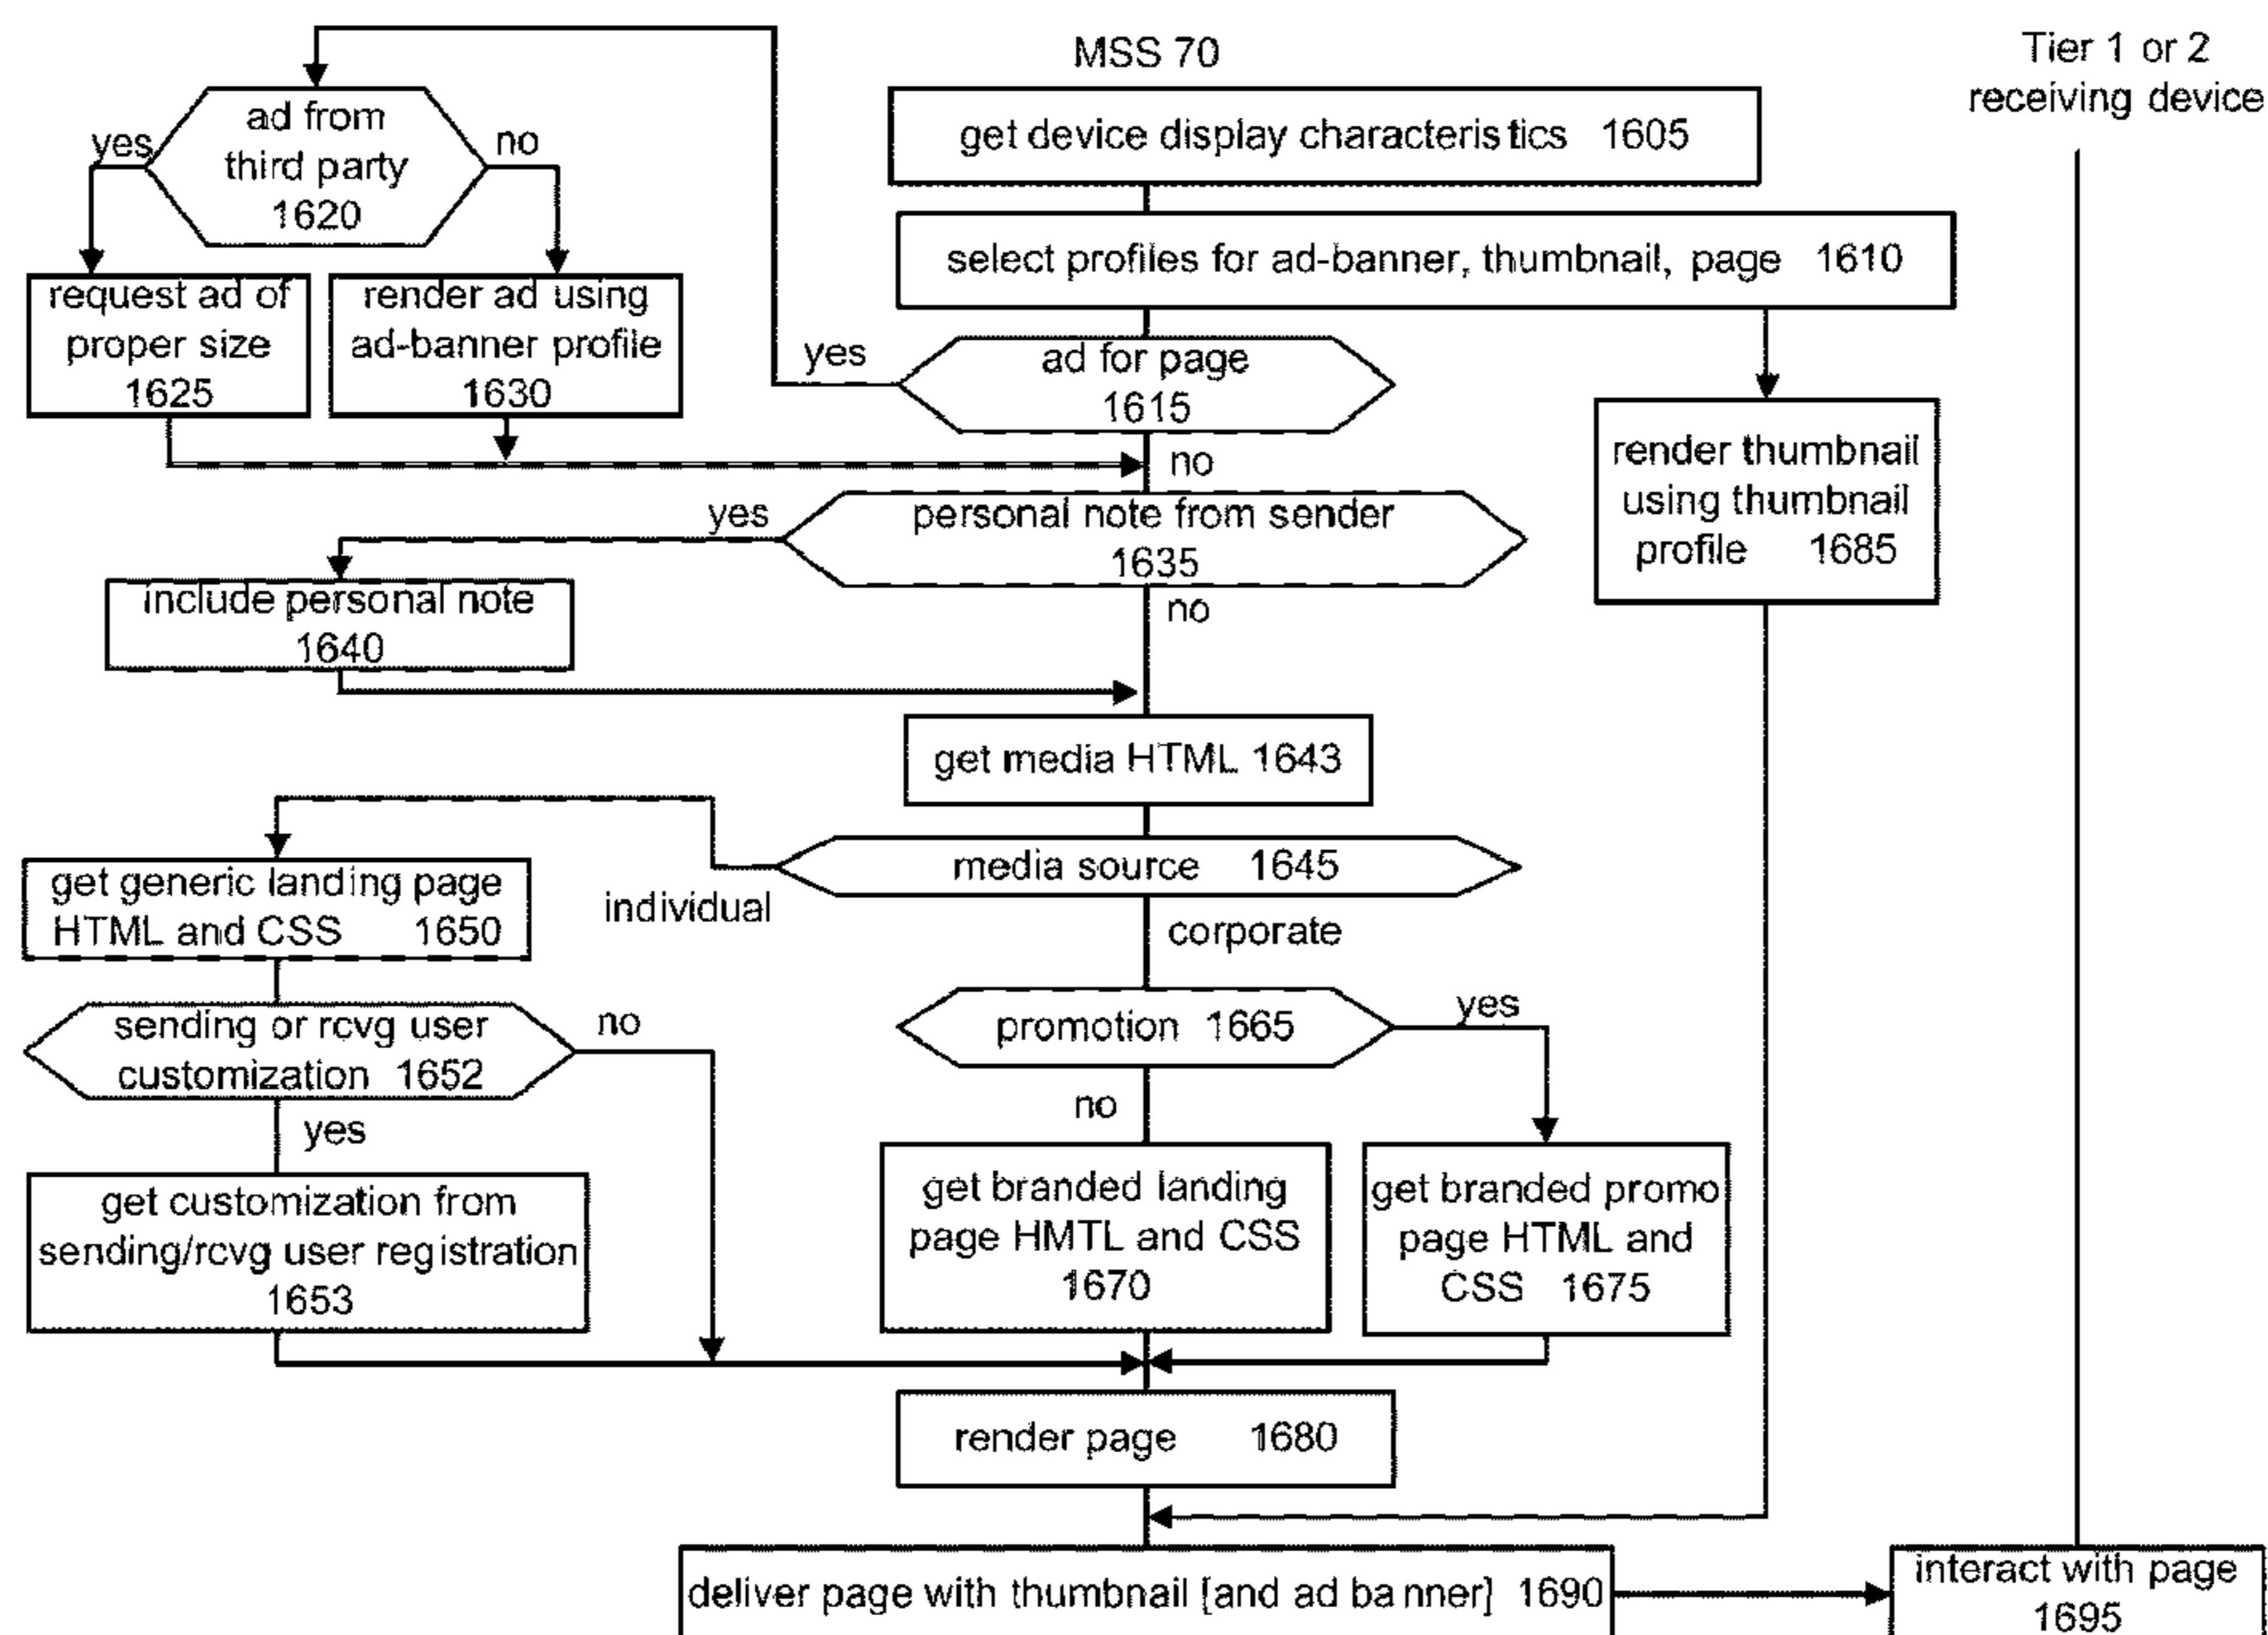 MSS 70
Tier 1 or 2
receiving device
ad from
third party
1620
yes
no
get device display characteristics 1605
select profiles for ad-banner, thumbnail, page 1610
request ad of
proper size
1625
render ad using
ad-banner profile
1630
yes
ad for page
1615
no
render thumbnail
using thumbnail
profile 1685
yes
personal note from sender
1635
no
include personal note
1640
get media HTML 1643
media source 1645
individual
corporate
get generic landing page
HTML and CSS 1650
sending or rcvg user
customization 1652
no
yes
promotion 1665
yes
no
get customization from
sending/rcvg user registration
1653
get branded landing
page HMTL and CSS
1670
get branded promo
page HTML and
CSS 1675
render page 1680
deliver page with thumbnail [and ad banner] 1690
interact with page
1695